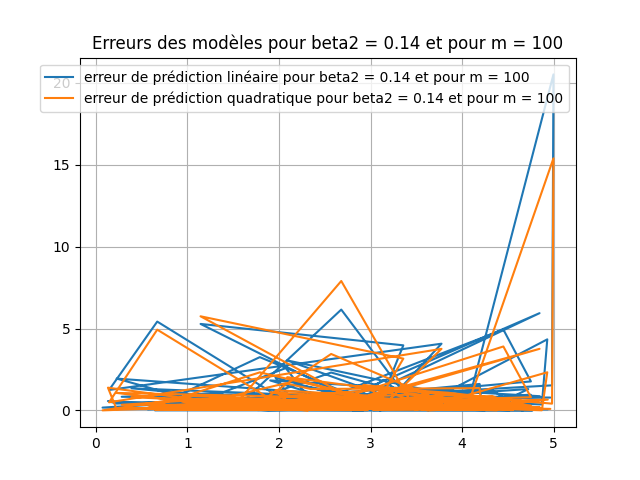 Erreurs des modèles pour beta2 = 0.14 et pour m = 100
erreur de prédiction linéaire pour beta2 = 0.14 et pour m = 100
erreur de prédiction quadratique pour beta2 = 0.14 et pour m = 100
20
15
10
5
0
0 1 2 3 4 5